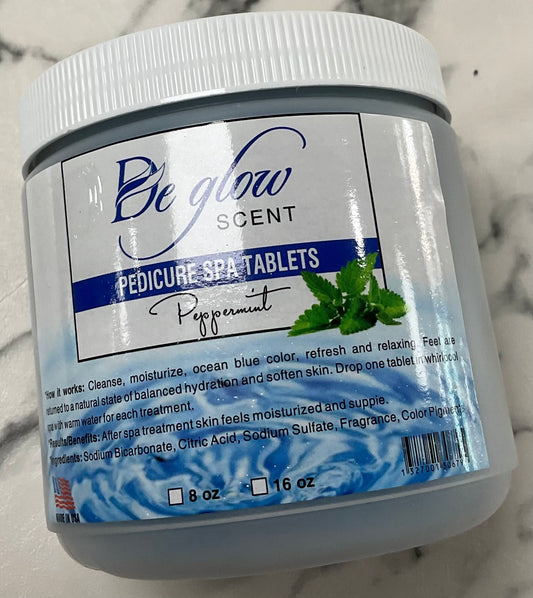 Be glow
SCENT
PEDICURE SPA TABLETS
Peppermint
*How it works: Cleanse, moisturize, ocean blue color, refresh and relaxing. Feet are
returned to a natural state of balanced hydration and soften skin. Drop one tablet in whirlpool
spa with warm water for each treatment.
*Results/Benefits: After spa treatment skin feels moisturized and suppie.
*Ingredients: Sodium Bicarbonate, Citric Acid, Sodium Sulfate, Fragrance, Color Pigments
8 oz 16 oz
MADE IN USA